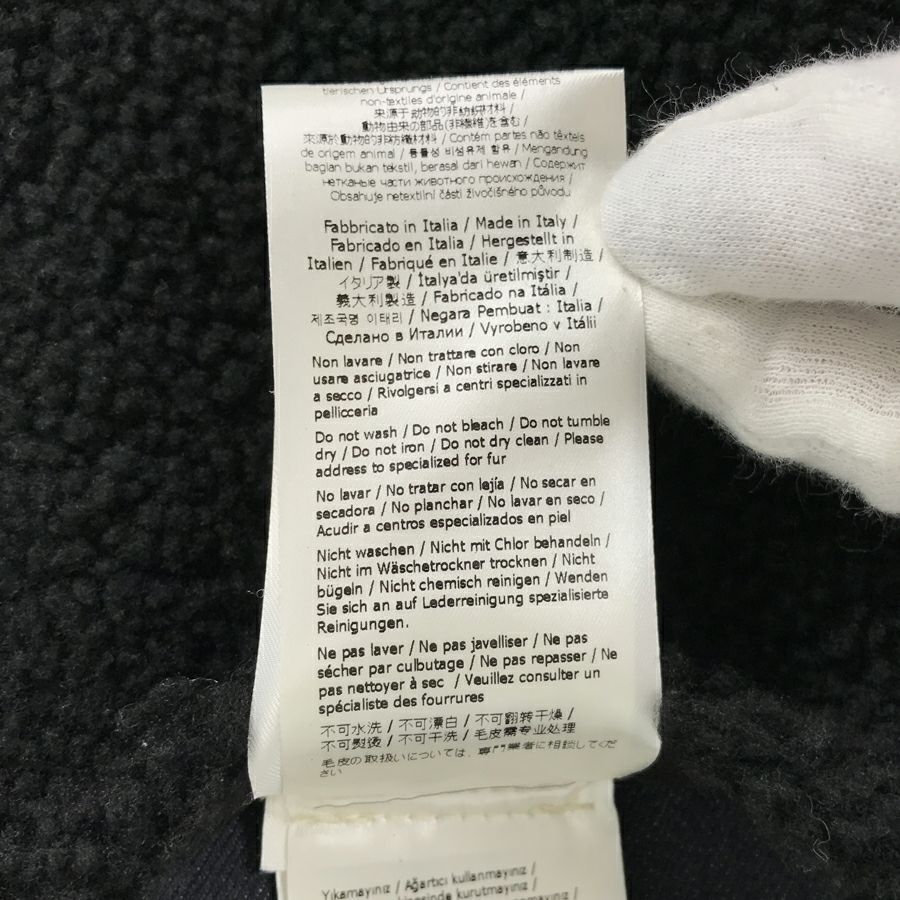 tierischen Ursprungs / Contient des éléments
non-textiles d'origine animale /
来源于动物的非纺织材料 /
動物由来の部品(非繊維)を含む /
來源於動物的非紡織材料 / Contém partes não têxteis
de origem animal / 동물성 비섬유제 함유 / Mengandung
bagian bukan tekstil, berasal dari hewan / Содержит
нетканые части животного происхождения /
Obsahuje netextilní části živočišného původu
Fabbricato in Italia / Made in Italy /
Fabricado en Italia / Hergestellt in
Italien / Fabriqué en Italie / 意大利制造 /
イタリア製 / İtalya'da üretilmiştir /
義大利製造 / Fabricado na Itália /
제조국명 이태리 / Negara Pembuat : Italia /
Сделано в Италии / Vyrobeno v Itálii
Non lavare / Non trattare con cloro / Non
usare asciugatrice / Non stirare / Non lavare
a secco / Rivolgersi a centri specializzati in
pellicceria
Do not wash / Do not bleach / Do not tumble
dry / Do not iron / Do not dry clean / Please
address to specialized for fur
No lavar / No tratar con lejía / No secar en
secadora / No planchar / No lavar en seco /
Acudir a centros especializados en piel
Nicht waschen / Nicht mit Chlor behandeln /
Nicht im Wäschetrockner trocknen / Nicht
bügeln / Nicht chemisch reinigen / Wenden
Sie sich an auf Lederreinigung spezialisierte
Reinigungen.
Ne pas laver / Ne pas javelliser / Ne pas
sécher par culbutage / Ne pas repasser / Ne
pas nettoyer à sec / Veuillez consulter un
spécialiste des fourrures
不可水洗 / 不可漂白 / 不可翻转干燥 /
不可熨烫 / 不可干洗 / 毛皮需专业处理
毛皮の取扱いについては、専門業者に相談してくだ
さい
Yıkamayınız / Ağartıcı kullanmayınız /
kurutmayınız /